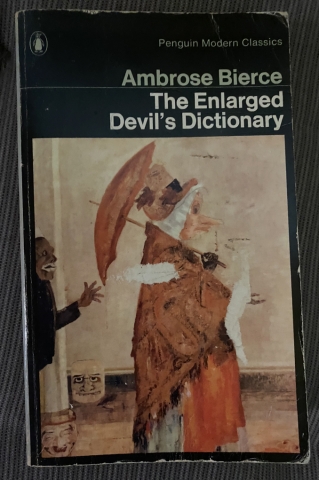 Penguin Modern Classics
Ambrose Bierce
The Enlarged
Devil's Dictionary